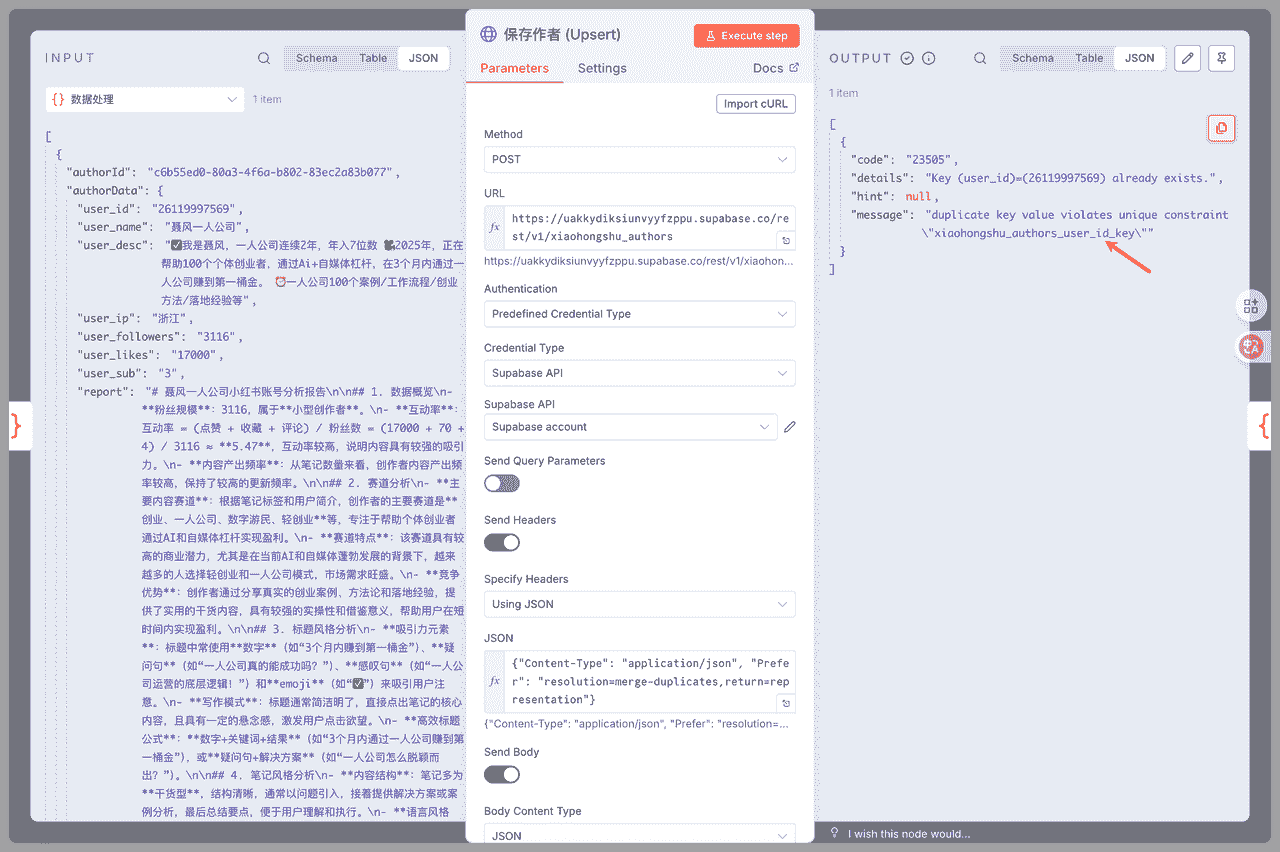 INPUT
Schema
Table
JSON
数据处理
1 item
[
{
"authorId": "c6b55ed0-80a3-4f6a-b802-83ec2a83b077",
"authorData": {
"user_id": "26119997569",
"user_name": "聂风一人公司",
"user_desc": "✅我是聂风，一人公司连续2年，年入7位数 🎥2025年，正在
帮助100个个体创业者，通过Ai+自媒体杠杆，在3个月内通过一
人公司赚到第一桶金。 ⏰一人公司100个案例/工作流程/创业
方法/落地经验等",
"user_ip": "浙江",
"user_followers": "3116",
"user_likes": "17000",
"user_sub": "3",
"report": "# 聂风一人公司小红书账号分析报告\n\n## 1. 数据概览\n-
**粉丝规模**: 3116，属于**小型创作者**。\n- **互动率**:
互动率 = (点赞 + 收藏 + 评论) / 粉丝数 = (17000 + 70 +
4) / 3116 ≈ **5.47**，互动率较高，说明内容具有较强的吸引
力。\n- **内容产出频率**: 从笔记数量来看，创作者内容产出频
率较高，保持了较高的更新频率。\n\n## 2. 赛道分析\n- **主
要内容赛道**: 根据笔记标签和用户简介，创作者的主要赛道是**
创业、一人公司、数字游民、轻创业**等，专注于帮助个体创业者
通过AI和自媒体杠杆实现盈利。\n- **赛道特点**: 该赛道具有较
高的商业潜力，尤其是在当前AI和自媒体蓬勃发展的背景下，越来
越多的人选择轻创业和一人公司模式，市场需求旺盛。\n- **竞争
优势**: 创作者通过分享真实的创业案例、方法论和落地经验，提
供了实用的干货内容，具有较强的实操性和借鉴意义，帮助用户在短
时间内实现盈利。\n\n## 3. 标题风格分析\n- **吸引力元素
**: 标题中常使用**数字**（如“3个月内赚到第一桶金”）、**疑
问句**（如“一人公司真的能成功吗？”）、**感叹句**（如“一人公
司运营的底层逻辑！”）和**emoji**（如“✅”）来吸引用户注
意。\n- **写作模式**: 标题通常简洁明了，直接点出笔记的核心
内容，且具有一定的悬念感，激发用户点击欲望。\n- **高效标题
公式**: **数字+关键词+结果**（如“3个月内通过一人公司赚到第
一桶金”），或**疑问句+解决方案**（如“一人公司怎么脱颖而
出？”）。\n\n## 4. 笔记风格分析\n- **内容结构**: 笔记多为
**干货型**，结构清晰，通常以问题引入，接着提供解决方案或案
例分析，最后总结要点，便于用户理解和执行。\n- **语言风格
保存作者 (Upsert)
Execute step
Parameters
Settings
Docs
Import cURL
Method
POST
URL
fx
https://uakkydiksiunvyyfzppu.supabase.co/re
st/v1/xiaohongshu_authors
https://uakkydiksiunvyyfzppu.supabase.co/rest/v1/xiaohon...
Authentication
Predefined Credential Type
Credential Type
Supabase API
Supabase API
Supabase account
Send Query Parameters
Send Headers
Specify Headers
Using JSON
JSON
fx
{"Content-Type": "application/json", "Prefe
r": "resolution=merge-duplicates,return=rep
resentation"}
{"Content-Type": "application/json", "Prefer": "resolution=...
Send Body
Body Content Type
JSON
OUTPUT
Schema
Table
JSON
1 item
[
{
"code": "23505",
"details": "Key (user_id)=(26119997569) already exists.",
"hint": null,
"message": "duplicate key value violates unique constraint
\"xiaohongshu_authors_user_id_key\""
}
]
I wish this node would...